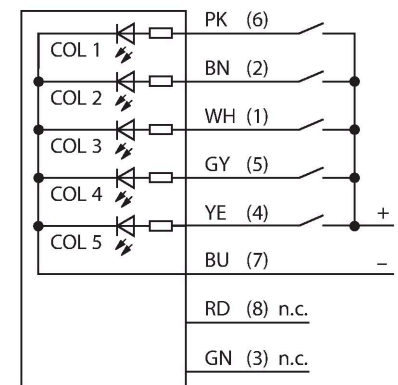 PK (6)
COL 1
BN (2)
COL 2
WH (1)
COL 3
GY (5)
COL 4
YE (4)
+
COL 5
BU (7)
–
RD (8) n.c.
GN (3) n.c.